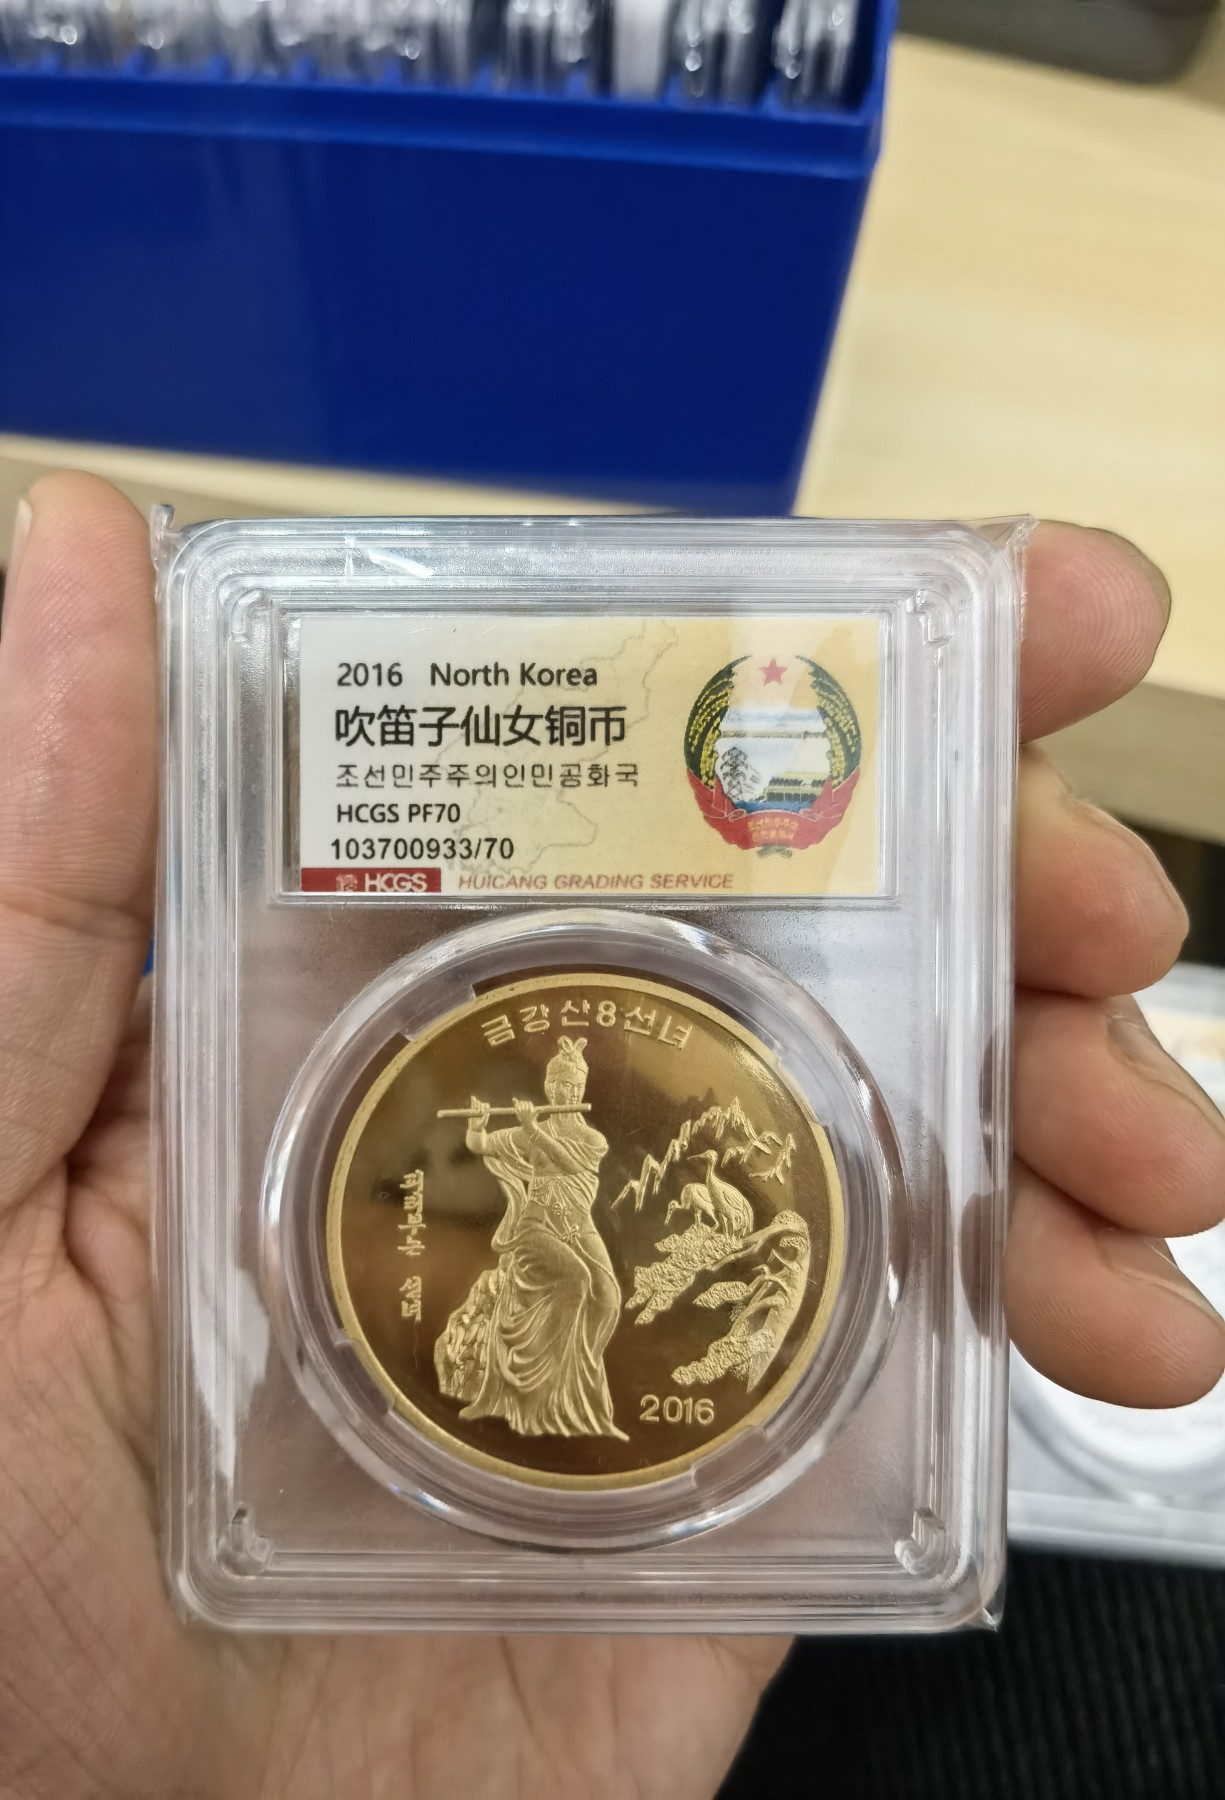 2016 North Korea
吹笛子仙女铜币
조선민주주의인민공화국
HCGS PF70
103700933/70
HCGS HUICANG GRADING SERVICE
금강산8선녀
2016